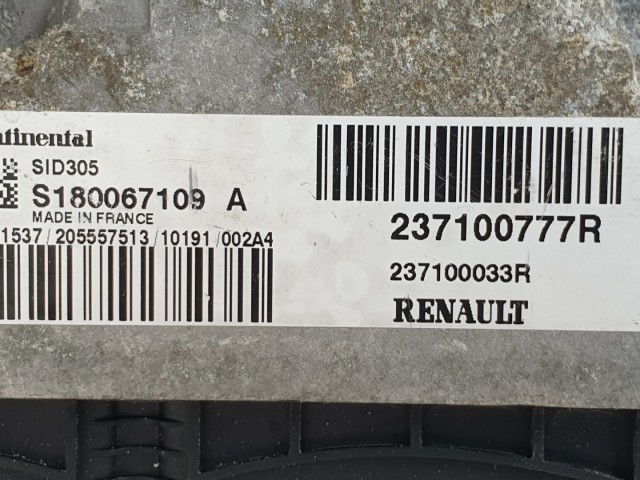 ntinental
SID305
S180067109 A
MADE IN FRANCE
1537/205557513/10191/002A4
237100777R
237100033R
RENAULT